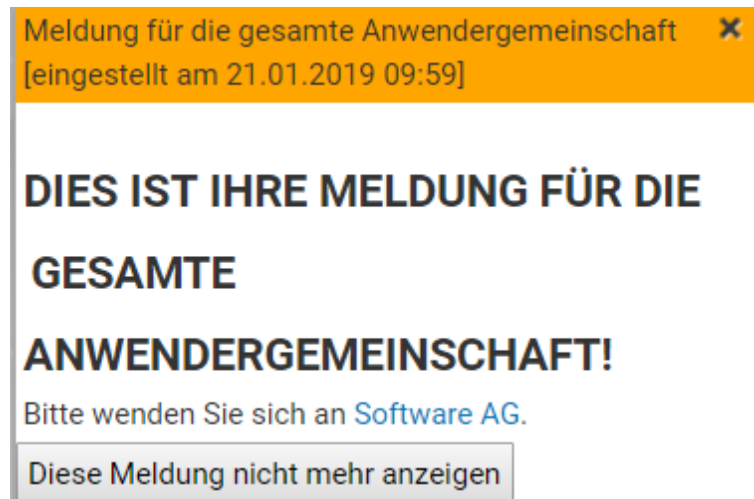 Meldung für die gesamte Anwendergemeinschaft
[eingestellt am 21.01.2019 09:59]
DIES IST IHRE MELDUNG FÜR DIE
GESAMTE
ANWENDERGEMEINSCHAFT!
Bitte wenden Sie sich an Software AG.
Diese Meldung nicht mehr anzeigen